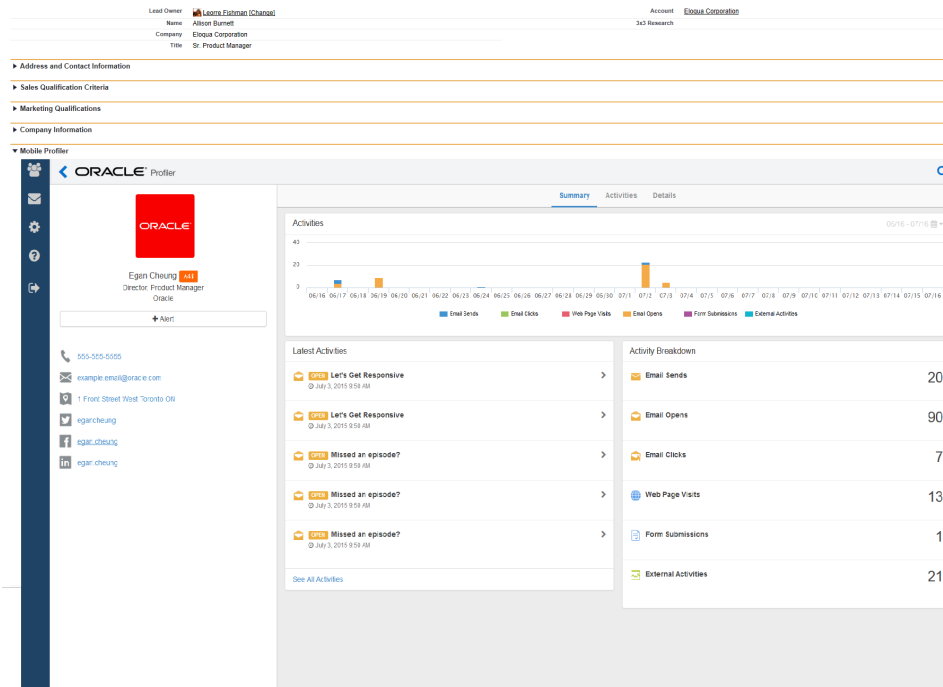 Lead Owner Leorre Fishman [Change] Account Eloqua Corporation
Name Allison Burnett 3x3 Research
Company Eloqua Corporation
Title Sr. Product Manager
Address and Contact Information
Sales Qualification Criteria
Marketing Qualifications
Company Information
Mobile Profiler
ORACLE Profiler
Summary Activities Details
ORACLE
Egan Cheung A41
Director, Product Manager
Oracle
+ Alert
555-555-5555
example.email@oracle.com
1 Front Street West Toronto ON
egancheung
egan.cheung
egan.cheung
Activities 06/16 - 07/16
40
20
0
06/16 06/17 06/18 06/19 06/20 06/21 06/22 06/23 06/24 06/25 06/26 06/27 06/28 06/29 06/30 07/1 07/2 07/3 07/4 07/5 07/6 07/7 07/8 07/9 07/10 07/11 07/12 07/13 07/14 07/15 07/16
Email Sends Email Clicks Web Page Visits Email Opens Form Submissions External Activities
Latest Activities
OPEN Let's Get Responsive
July 3, 2015 9:50 AM
OPEN Let's Get Responsive
July 3, 2015 9:50 AM
OPEN Missed an episode?
July 3, 2015 9:50 AM
OPEN Missed an episode?
July 3, 2015 9:50 AM
OPEN Missed an episode?
July 3, 2015 9:50 AM
See All Activities
Activity Breakdown
Email Sends 20
Email Opens 90
Email Clicks 7
Web Page Visits 13
Form Submissions 1
External Activities 21